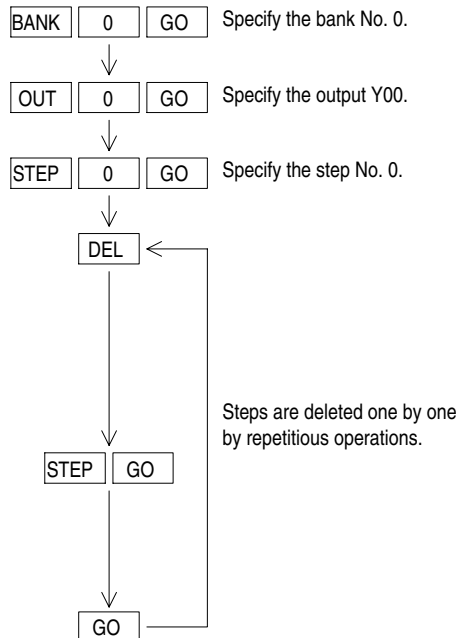 BANK 0 GO Specify the bank No. 0.
OUT 0 GO Specify the output Y00.
STEP 0 GO Specify the step No. 0.
DEL
Steps are deleted one by one
by repetitious operations.
STEP GO
GO